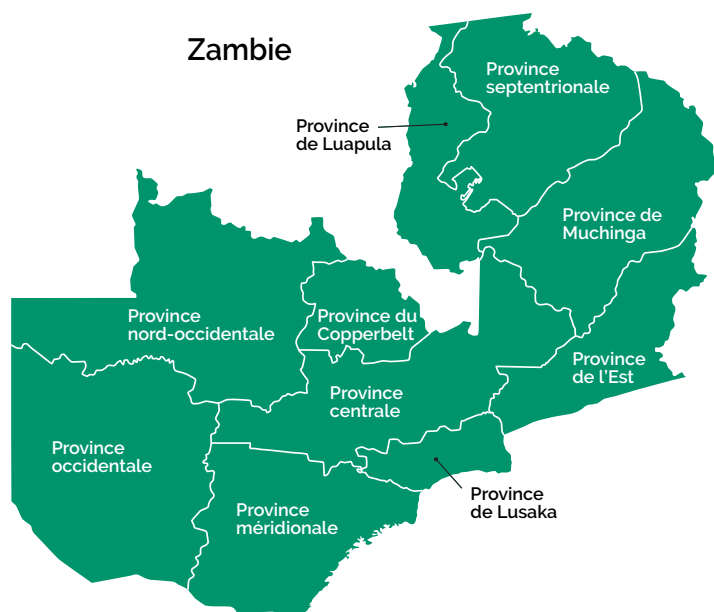 Zambie
Province
septentrionale
Province
de Luapula
Province de
Muchinga
Province
nord-occidentale
Province du
Copperbelt
Province
de l'Est
Province
centrale
Province
occidentale
Province
méridionale
Province
de Lusaka